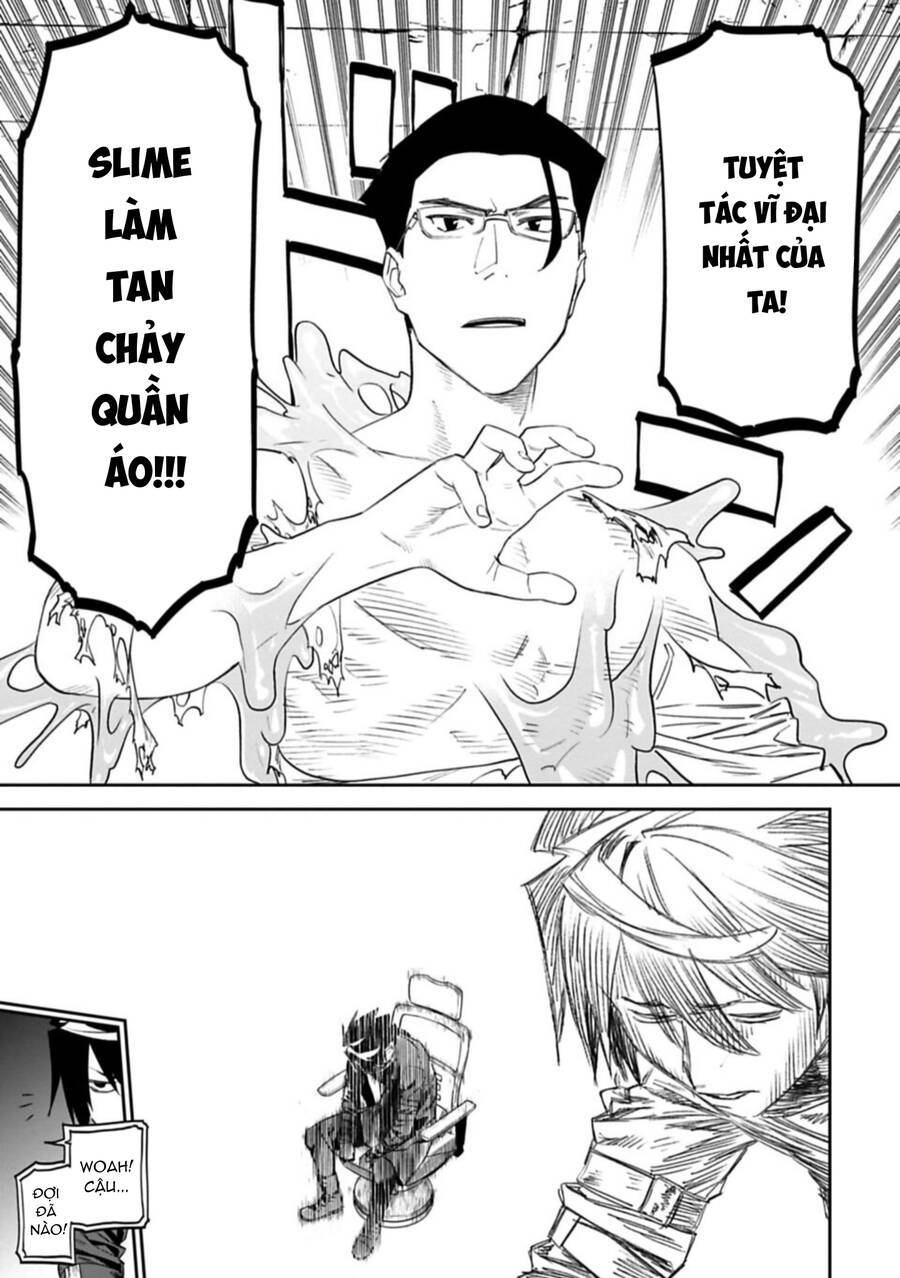 TUYỆT
TÁC VĨ ĐẠI
NHẤT CỦA
TA!
SLIME
LÀM
TAN
CHẢY
QUẦN
ÁO!!!
WOAH!
CẬU...
ĐỢI
ĐÃ
NÀO!